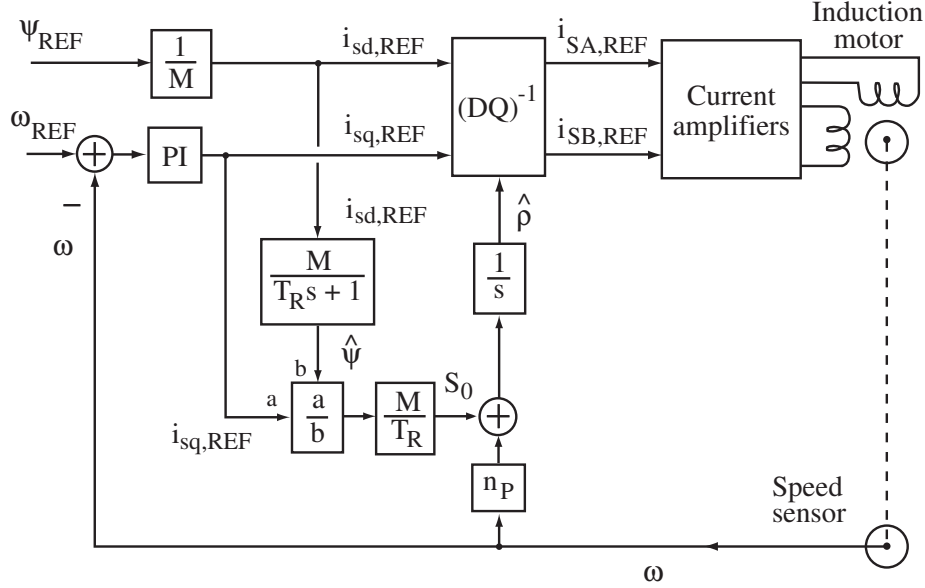 ψREF
1
M
isd,REF
iSA,REF
Induction
motor
(DQ)-1
Current
amplifiers
ωREF
+
PI
isq,REF
iSB,REF
−
ω
isd,REF
ρ̂
M
TRs + 1
1
s
ψ̂
b
a
a
b
M
TR
S0
+
isq,REF
nP
Speed
sensor
ω